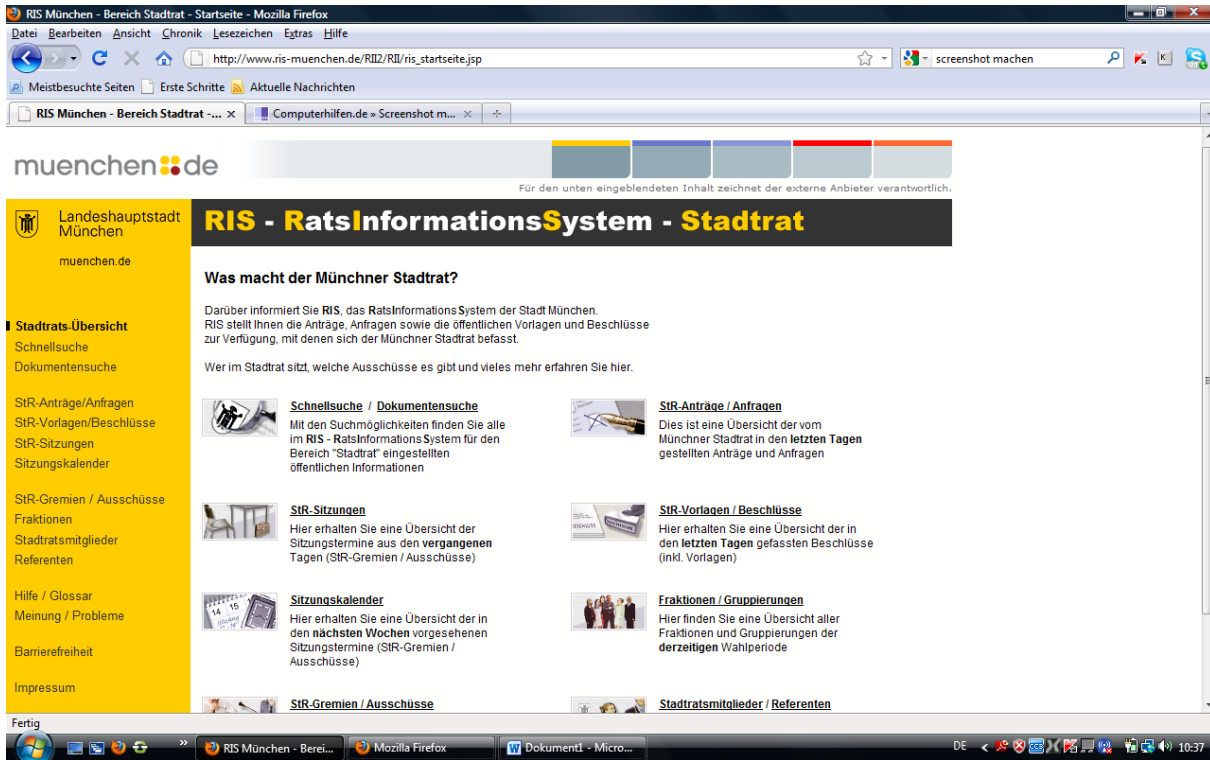 RIS München - Bereich Stadtrat - Startseite - Mozilla Firefox
Datei Bearbeiten Ansicht Chronik Lesezeichen Extras Hilfe
http://www.ris-muenchen.de/RII2/RII/ris_startseite.jsp
screenshot machen
Meistbesuchte Seiten Erste Schritte Aktuelle Nachrichten
RIS München - Bereich Stadtrat -... Computerhilfen.de » Screenshot m...
muenchen de
Für den unten eingeblendeten Inhalt zeichnet der externe Anbieter verantwortlich.
Landeshauptstadt
München
muenchen.de
Stadtrats-Übersicht
Schnellsuche
Dokumentensuche
StR-Anträge/Anfragen
StR-Vorlagen/Beschlüsse
StR-Sitzungen
Sitzungskalender
StR-Gremien / Ausschüsse
Fraktionen
Stadtratsmitglieder
Referenten
Hilfe / Glossar
Meinung / Probleme
Barrierefreiheit
Impressum
RIS - RatsInformationsSystem - Stadtrat
Was macht der Münchner Stadtrat?
Darüber informiert Sie RIS, das RatsInformationsSystem der Stadt München.
RIS stellt Ihnen die Anträge, Anfragen sowie die öffentlichen Vorlagen und Beschlüsse
zur Verfügung, mit denen sich der Münchner Stadtrat befasst.
Wer im Stadtrat sitzt, welche Ausschüsse es gibt und vieles mehr erfahren Sie hier.
Schnellsuche / Dokumentensuche
Mit den Suchmöglichkeiten finden Sie alle
im RIS - RatsInformationsSystem für den
Bereich "Stadtrat" eingestellten
öffentlichen Informationen
StR-Anträge / Anfragen
Dies ist eine Übersicht der vom
Münchner Stadtrat in den letzten Tagen
gestellten Anträge und Anfragen
StR-Sitzungen
Hier erhalten Sie eine Übersicht der
Sitzungstermine aus den vergangenen
Tagen (StR-Gremien / Ausschüsse)
StR-Vorlagen / Beschlüsse
Hier erhalten Sie eine Übersicht der in
den letzten Tagen gefassten Beschlüsse
(inkl. Vorlagen)
14 15
Sitzungskalender
Hier erhalten Sie eine Übersicht der in
den nächsten Wochen vorgesehenen
Sitzungstermine (StR-Gremien /
Ausschüsse)
Fraktionen / Gruppierungen
Hier finden Sie eine Übersicht aller
Fraktionen und Gruppierungen der
derzeitigen Wahlperiode
StR-Gremien / Ausschüsse
Stadtratsmitglieder / Referenten
Fertig
RIS München - Berei... Mozilla Firefox Dokument1 - Micro... DE 10:37